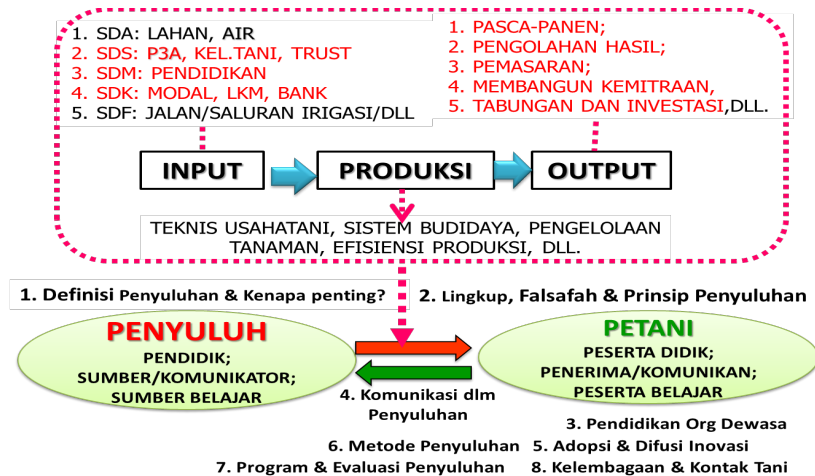 1. SDA: LAHAN, AIR
2. SDS: P3A, KEL.TANI, TRUST
3. SDM: PENDIDIKAN
4. SDK: MODAL, LKM, BANK
5. SDF: JALAN/SALURAN IRIGASI/DLL
1. PASCA-PANEN;
2. PENGOLAHAN HASIL;
3. PEMASARAN;
4. MEMBANGUN KEMITRAAN,
5. TABUNGAN DAN INVESTASI,DLL.
INPUT
PRODUKSI
OUTPUT
TEKNIS USAHATANI, SISTEM BUDIDAYA, PENGELOLAAN
TANAMAN, EFISIENSI PRODUKSI, DLL.
1. Definisi Penyuluhan & Kenapa penting?
2. Lingkup, Falsafah & Prinsip Penyuluhan
PENYULUH
PENDIDIK;
SUMBER/KOMUNIKATOR;
SUMBER BELAJAR
PETANI
PESERTA DIDIK;
PENERIMA/KOMUNIKAN;
PESERTA BELAJAR
4. Komunikasi dlm
Penyuluhan
3. Pendidikan Org Dewasa
6. Metode Penyuluhan
5. Adopsi & Difusi Inovasi
7. Program & Evaluasi Penyuluhan
8. Kelembagaan & Kontak Tani